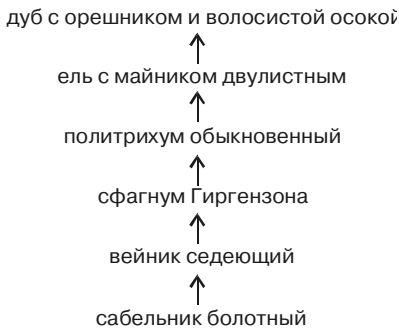 дуб с орешником и волосистой осокой
ель с майником двулистным
политрихум обыкновенный
сфагнум Гиргензона
вейник седеющий
сабельник болотный